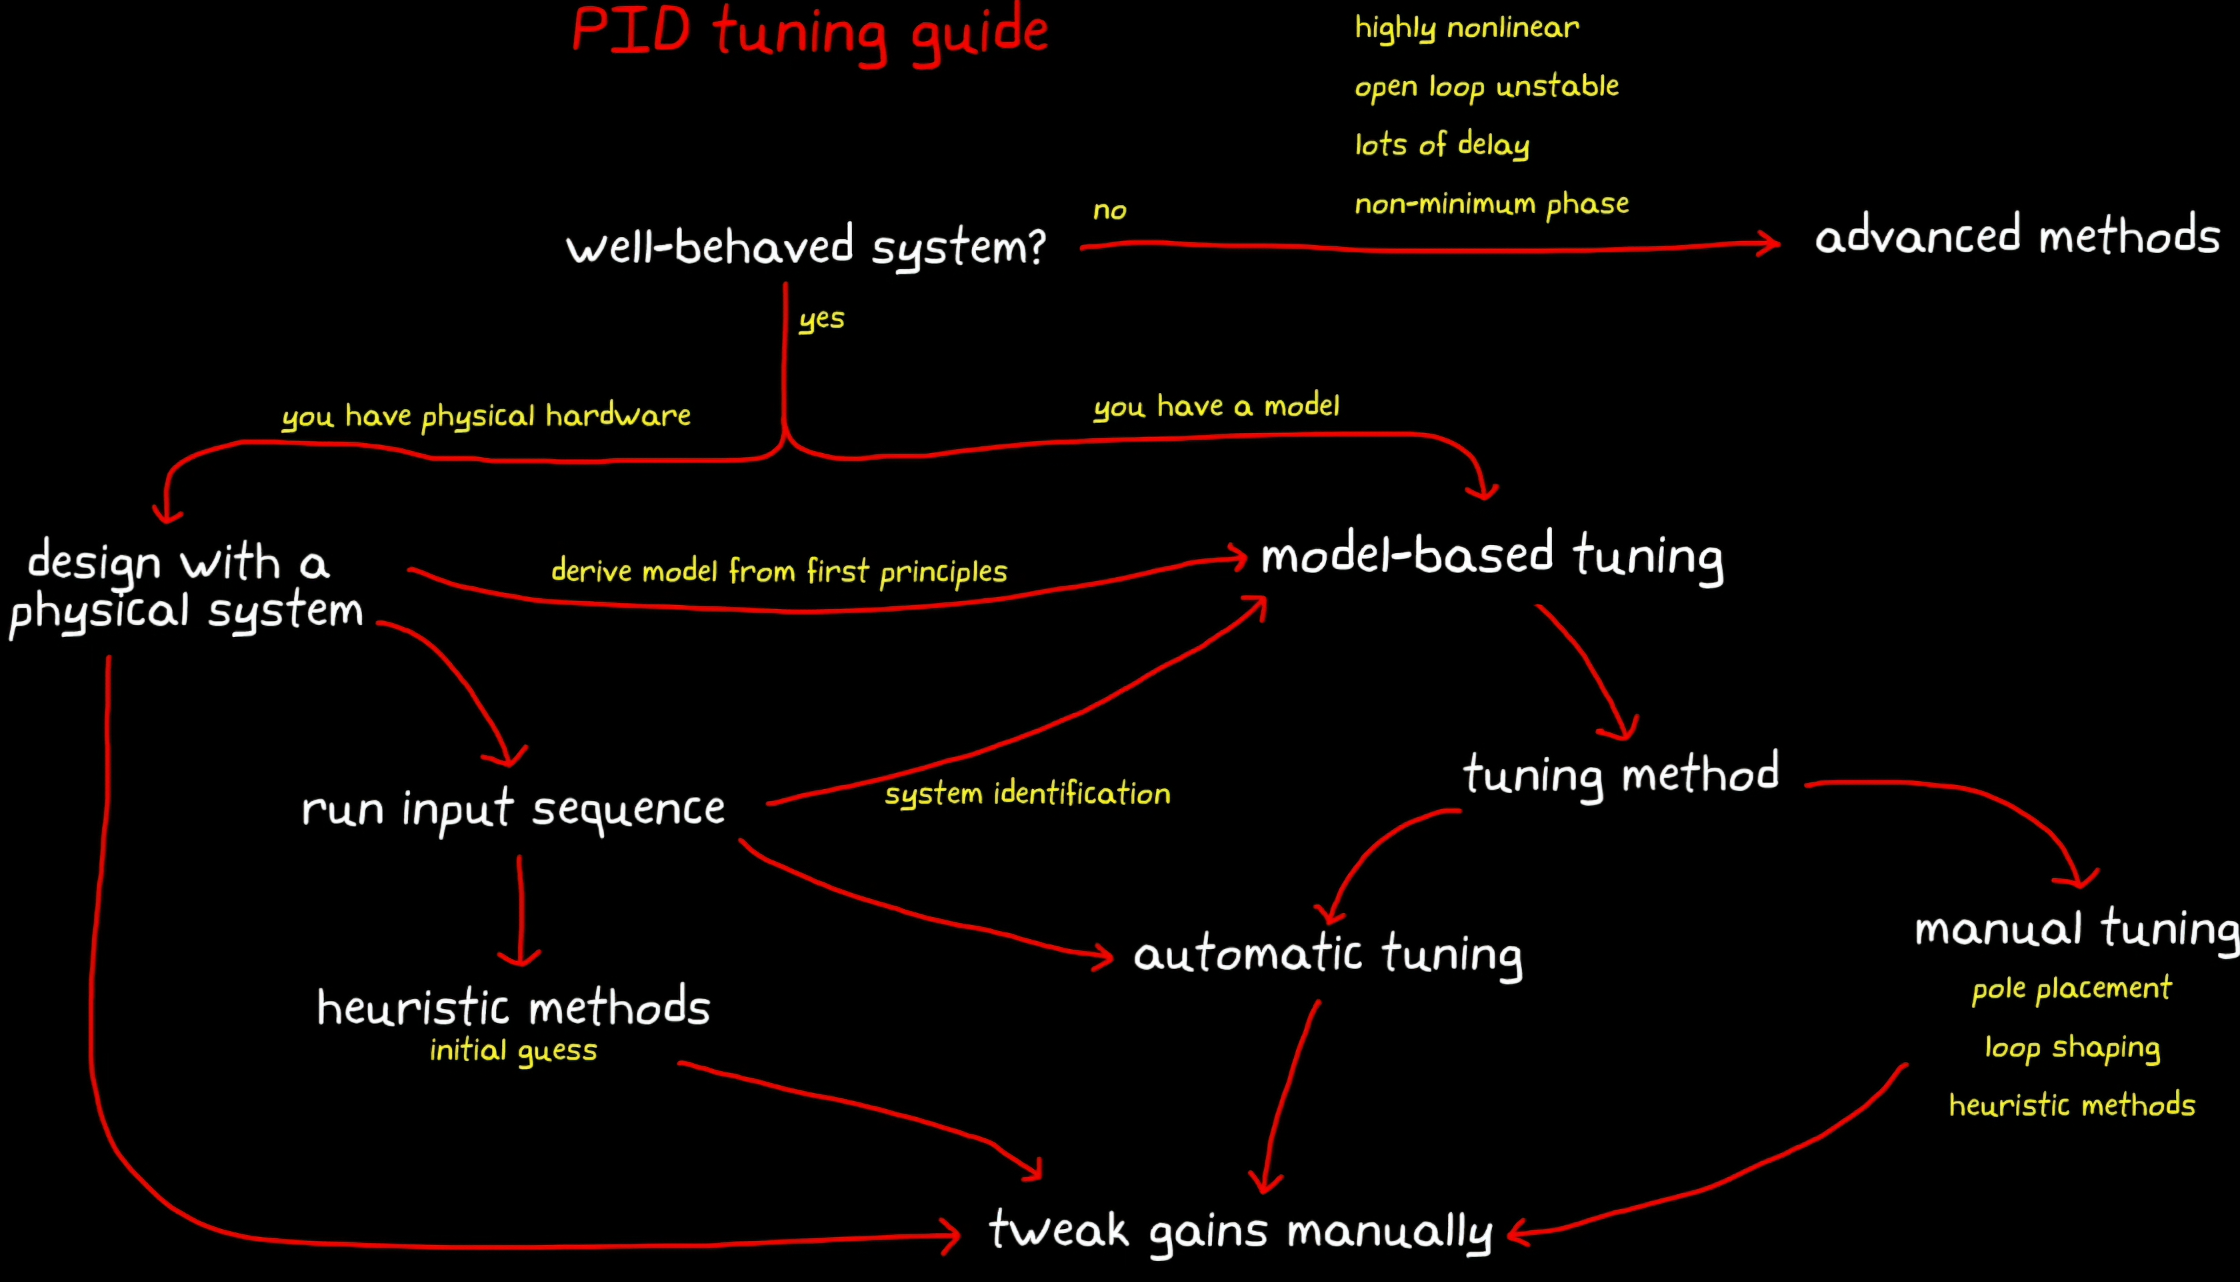 PID tuning guide
highly nonlinear
open loop unstable
lots of delay
non-minimum phase
no
well-behaved system?
advanced methods
yes
you have physical hardware
you have a model
design with a
physical system
derive model from first principles
model-based tuning
run input sequence
system identification
tuning method
heuristic methods
initial guess
automatic tuning
manual tuning
pole placement
loop shaping
heuristic methods
tweak gains manually